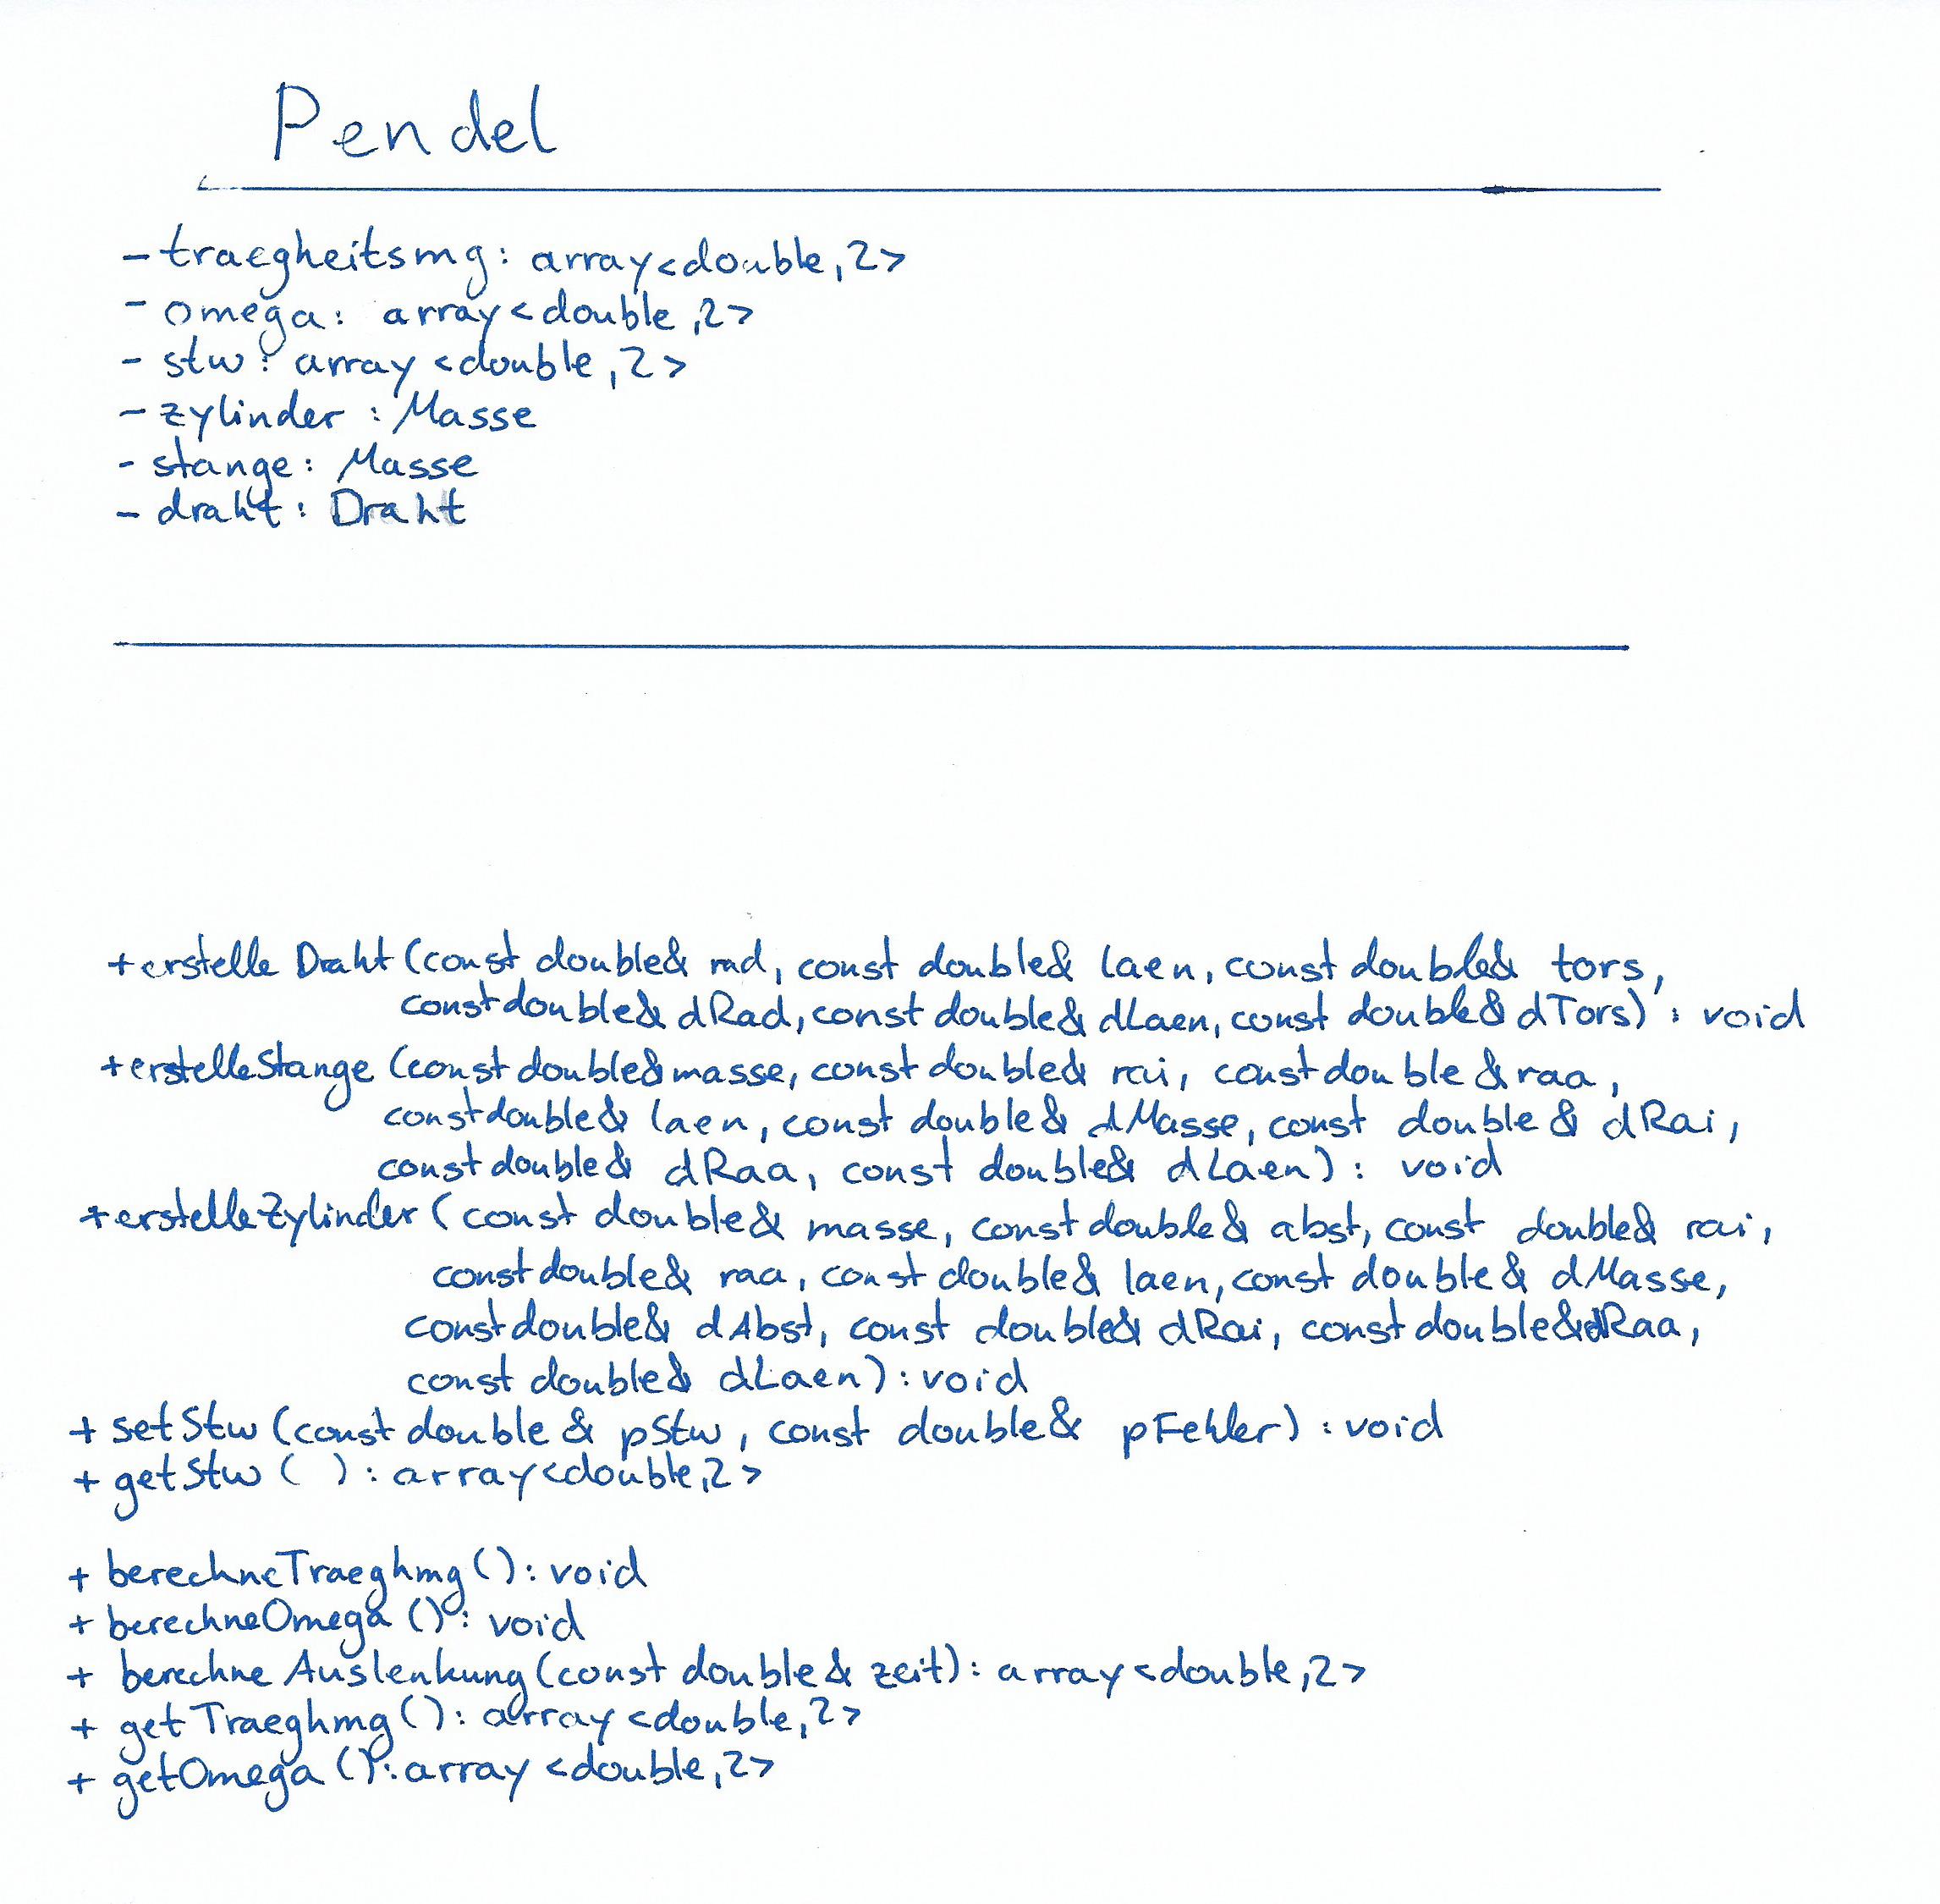 Pendel
- traegheitsmg: array<double,2>
- omega: array<double,2>
- stw: array<double,2>
- zylinder: Masse
- stange: Masse
- draht: Draht
+ erstelle Draht (const double& rad, const double& laen, const double& tors,
const double& dRad, const double& dLaen, const double& dTors): void
+ erstelleStange (const double& masse, const double& rai, const double & raa,
const double& laen, const double& dMasse, const double & dRai,
const double& dRaa, const double& dLaen): void
+ erstelleZylinder (const double& masse, const double& abst, const double& rai,
const double& raa, const double& laen, const double & dMasse,
const double& dAbst, const double& dRai, const double& dRaa,
const double& dLaen): void
+ setStw (const double & pStw, const double& pFehler): void
+ getStw ( ): array<double,2>
+ berechneTraeghmg (): void
+ berechneOmega (): void
+ berechne Auslenkung (const double & zeit): array<double,2>
+ getTraeghmg (): array<double,2>
+ getOmega (): array<double,2>